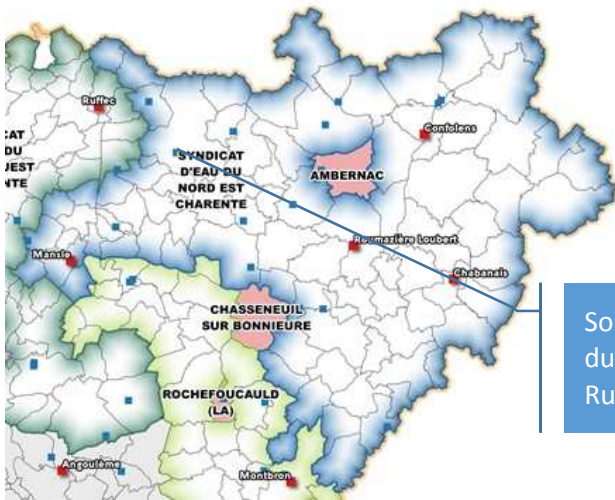 Ruffec
CAT
DU
UEST
NTE
SYNDICAT
D'EAU DU
NORD EST
CHARENTE
Confolens
AMBERNAC
Roumazière Loubert
Mansle
Chabanais
CHASSENEUIL
SUR BONNIEURE
So
du
Ru
ROCHEFOUCAULD
(LA)
Angoulême
Montbron